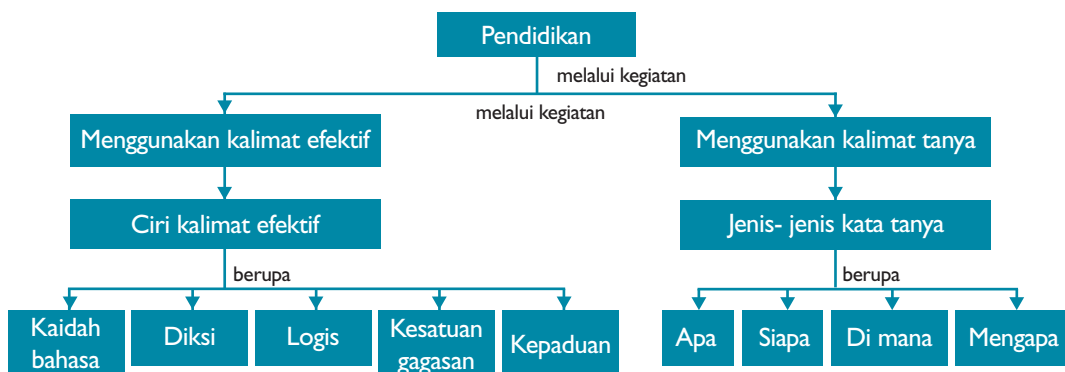 Pendidikan
melalui kegiatan
melalui kegiatan
Menggunakan kalimat efektif
Menggunakan kalimat tanya
Ciri kalimat efektif
Jenis- jenis kata tanya
berupa
berupa
Kaidah
bahasa
Diksi
Logis
Kesatuan
gagasan
Kepaduan
Apa
Siapa
Di mana
Mengapa